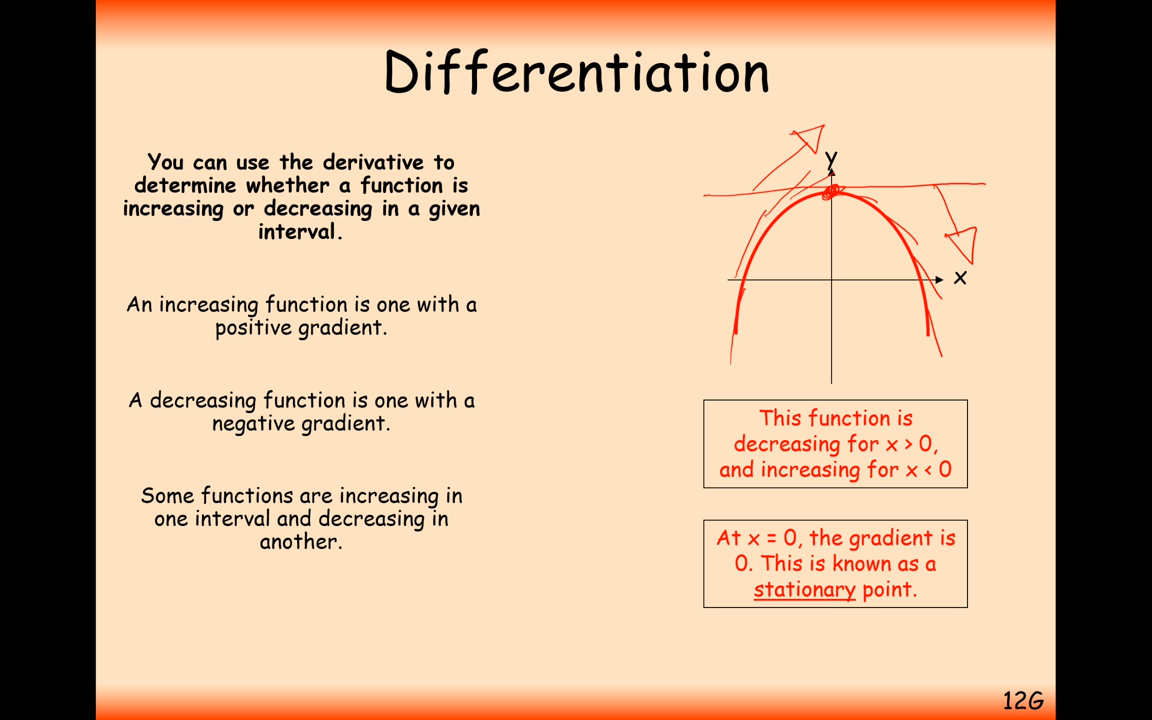 Differentiation
You can use the derivative to
determine whether a function is
increasing or decreasing in a given
interval.
An increasing function is one with a
positive gradient.
A decreasing function is one with a
negative gradient.
Some functions are increasing in
one interval and decreasing in
another.
y
x
This function is
decreasing for x > 0,
and increasing for x < 0
At x = 0, the gradient is
0. This is known as a
stationary point.
12G